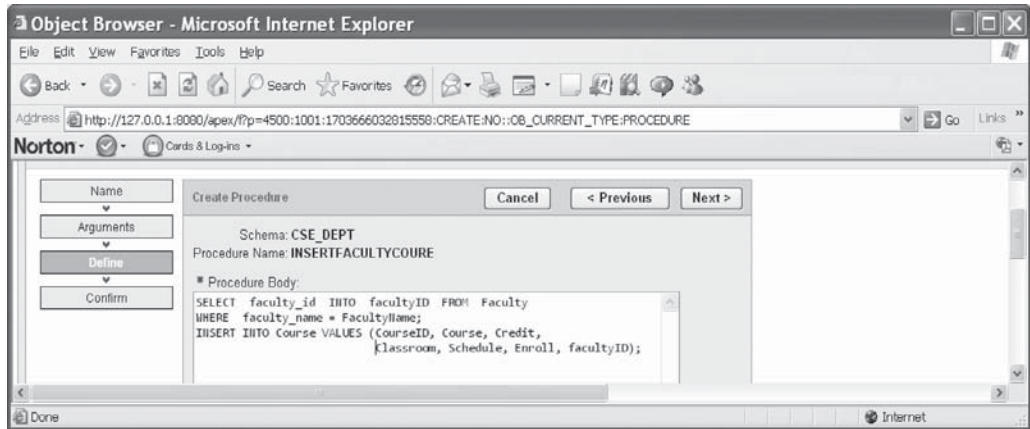 Object Browser - Microsoft Internet Explorer
File Edit View Favorites Tools Help
Back Search Favorites
Address http://127.0.0.1:8080/apex/f?p=4500:1001:1703666032815558:CREATE:NO::OB_CURRENT_TYPE:PROCEDURE Go Links »
Norton Cards & Log-ins
Name
Arguments
Define
Confirm
Create Procedure Cancel < Previous Next >
Schema: CSE_DEPT
Procedure Name: INSERTFACULTYCOURE
* Procedure Body:
SELECT faculty_id INTO facultyID FROM Faculty
WHERE faculty_name = FacultyName;
INSERT INTO Course VALUES (CourseID, Course, Credit,
Classroom, Schedule, Enroll, facultyID);
Done Internet